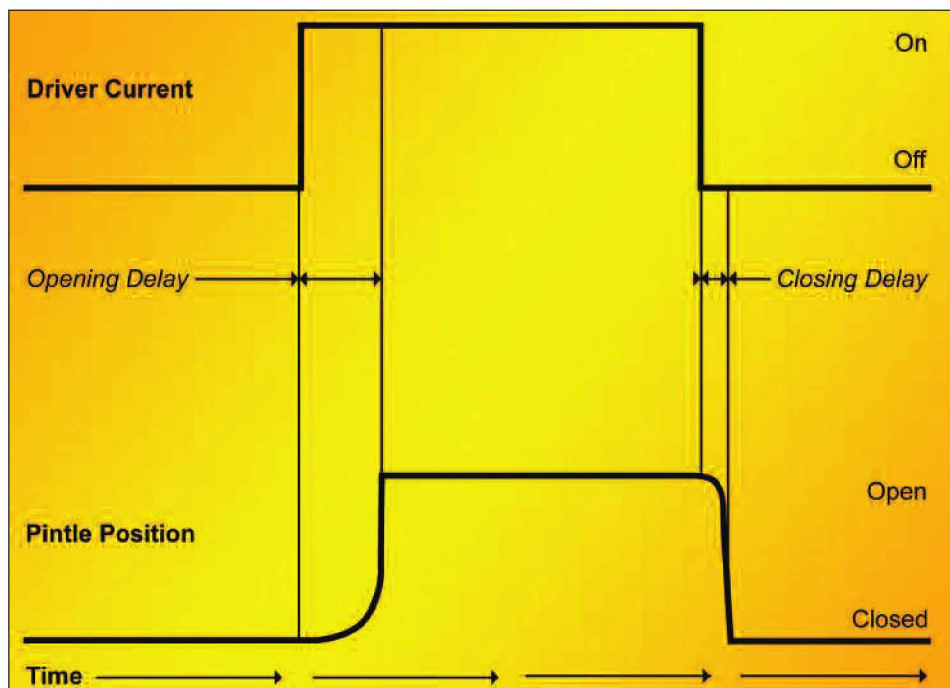 On
Driver Current
Off
Opening Delay
Closing Delay
Open
Pintle Position
Closed
Time